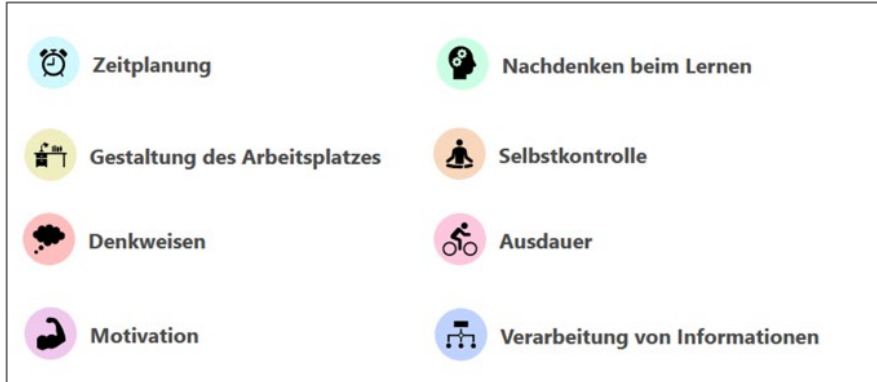 Zeitplanung
Nachdenken beim Lernen
Gestaltung des Arbeitsplatzes
Selbstkontrolle
Denkweisen
Ausdauer
Motivation
Verarbeitung von Informationen